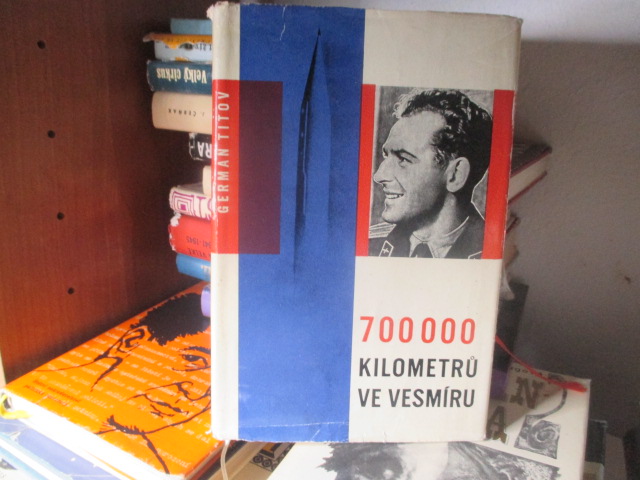 GERMAN TITOV
700 000
KILOMETRŮ
VE VESMÍRU
Velký cirkus